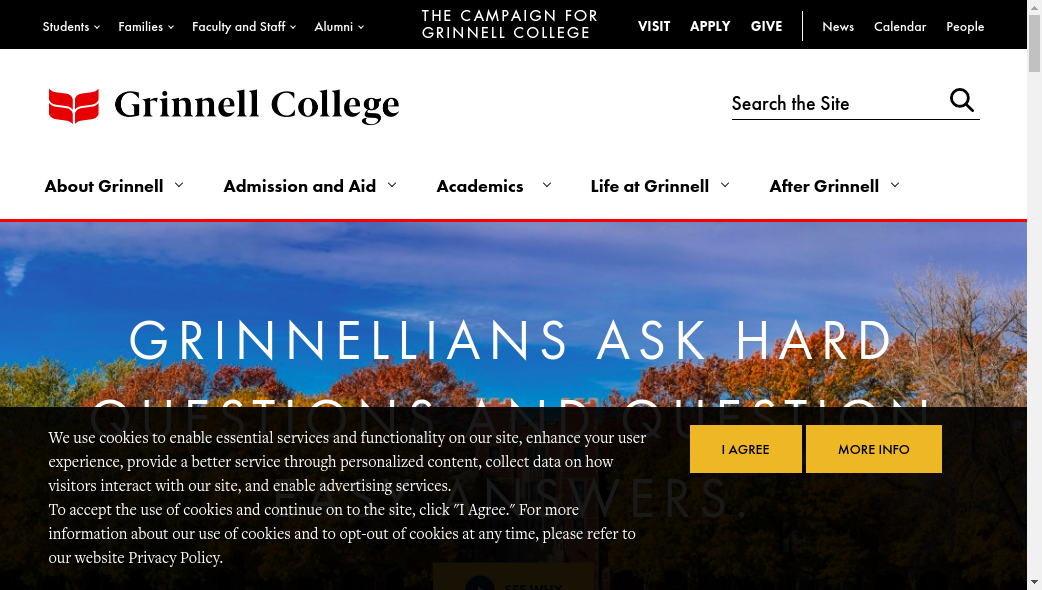 Students Families Faculty and Staff Alumni
THE CAMPAIGN FOR
GRINNELL COLLEGE
VISIT APPLY GIVE News Calendar People
Grinnell College
Search the Site
About Grinnell Admission and Aid Academics Life at Grinnell After Grinnell
GRINNELLIANS ASK HARD
QUESTIONS AND QUESTION
EASY ANSWERS.
SEE WHY
We use cookies to enable essential services and functionality on our site, enhance your user
experience, provide a better service through personalized content, collect data on how
visitors interact with our site, and enable advertising services.
To accept the use of cookies and continue on to the site, click "I Agree." For more
information about our use of cookies and to opt-out of cookies at any time, please refer to
our website Privacy Policy.
I AGREE MORE INFO